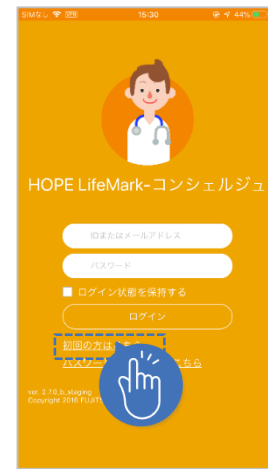 SIMなし 15:30 44%
HOPE LifeMark-コンシェルジュ
IDまたはメールアドレス
パスワード
ログイン状態を保持する
ログイン
初回の方は
パスワー こちら
ver. 2.7.0_b_staging
Copyright 2016 FUJIT